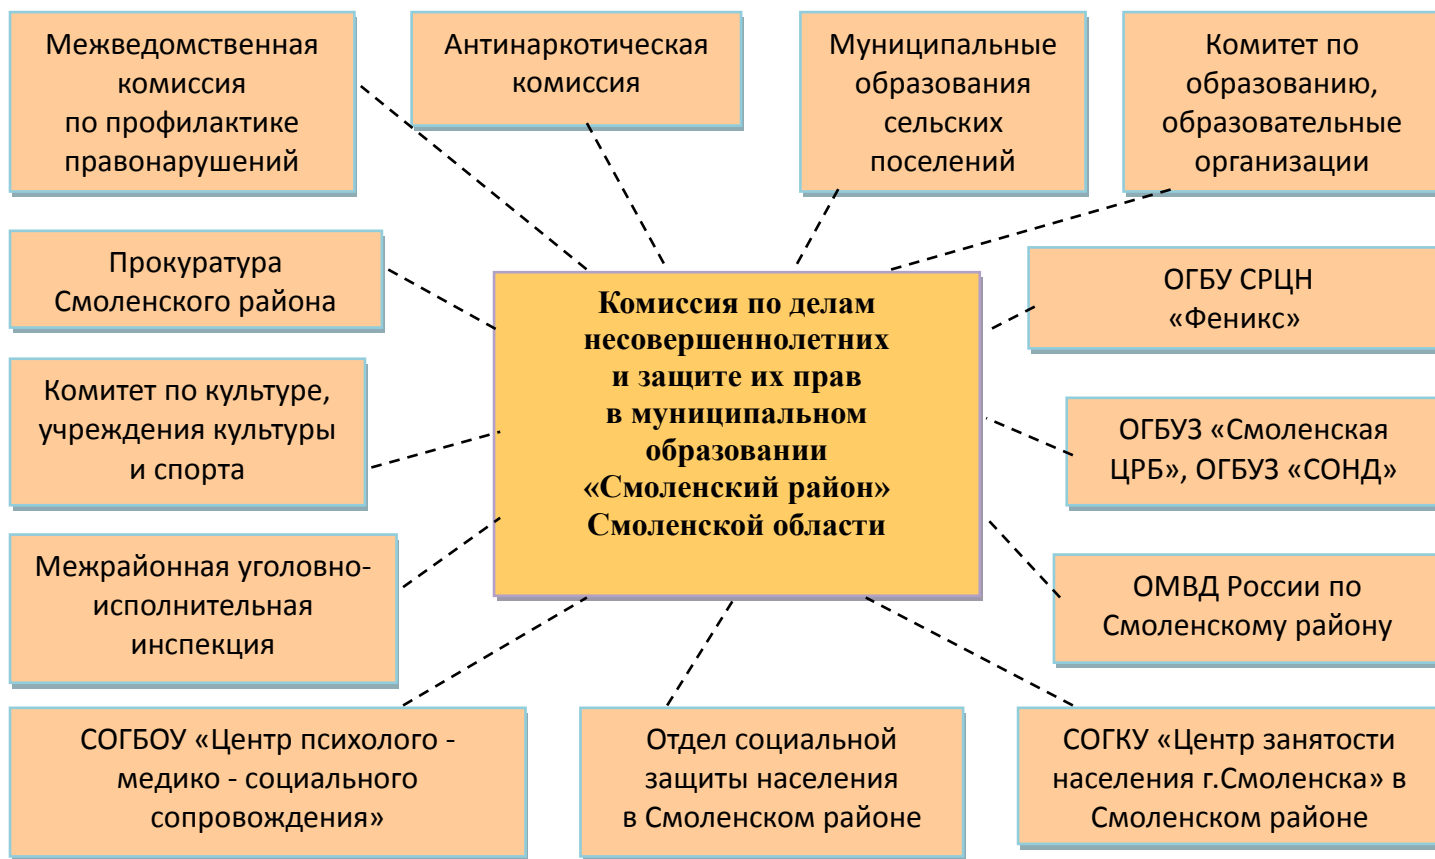 Межведомственная
комиссия
по профилактике
правонарушений
Антинаркотическая
комиссия
Муниципальные
образования
сельских
поселений
Комитет по
образованию,
образовательные
организации
Прокуратура
Смоленского района
Комиссия по делам
несовершеннолетних
и защите их прав
в муниципальном
образовании
«Смоленский район»
Смоленской области
ОГБУ СРЦН
«Феникс»
Комитет по культуре,
учреждения культуры
и спорта
ОГБУЗ «Смоленская
ЦРБ», ОГБУЗ «СОНД»
Межрайонная уголовно-
исполнительная
инспекция
ОМВД России по
Смоленскому району
СОГБОУ «Центр психолого -
медико - социального
сопровождения»
Отдел социальной
защиты населения
в Смоленском районе
СОГКУ «Центр занятости
населения г.Смоленска» в
Смоленском районе